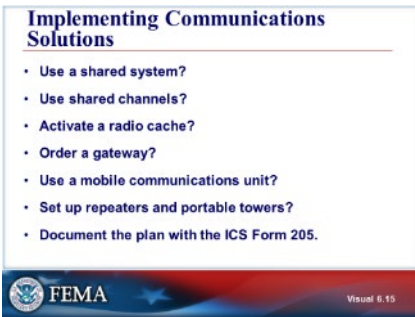 Implementing Communications
Solutions
• Use a shared system?
• Use shared channels?
• Activate a radio cache?
• Order a gateway?
• Use a mobile communications unit?
• Set up repeaters and portable towers?
• Document the plan with the ICS Form 205.
FEMA
Visual 6.15